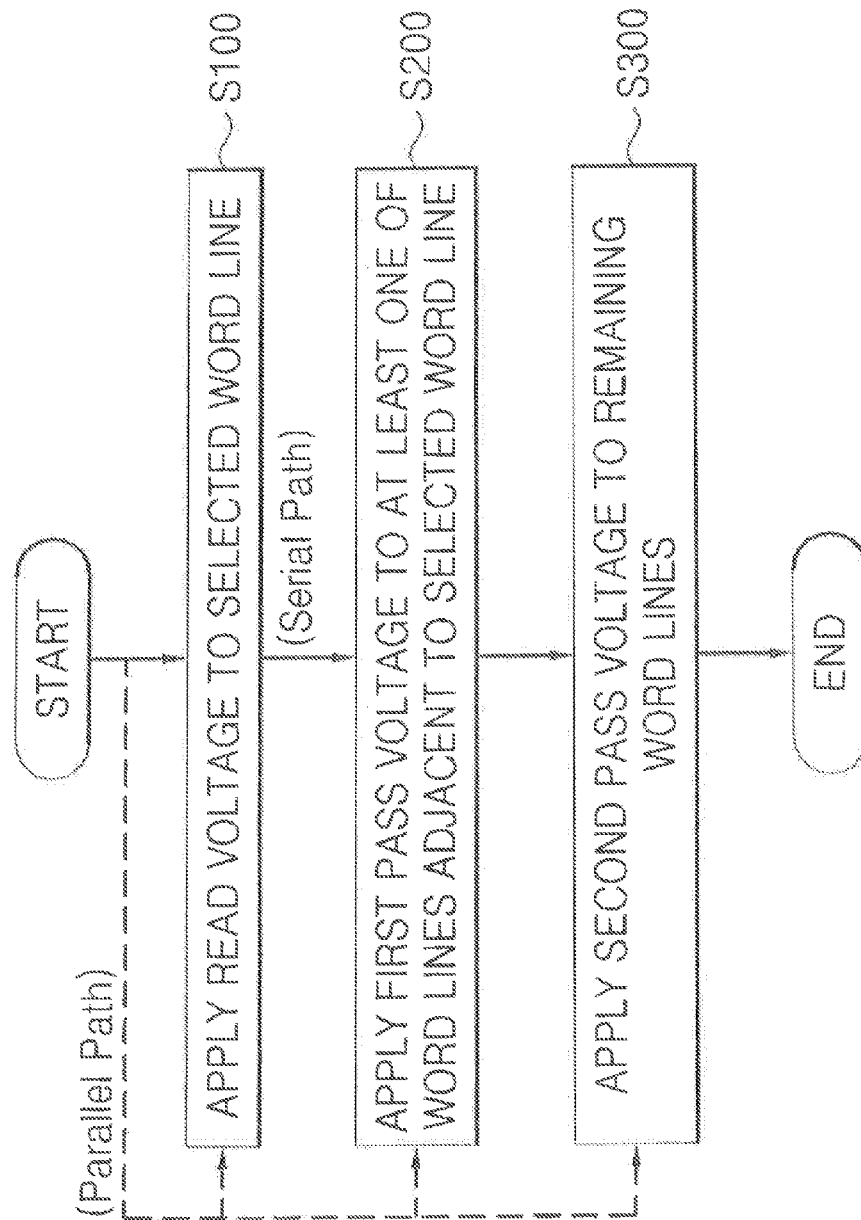 START
(Parallel Path)
APPLY READ VOLTAGE TO SELECTED WORD LINE
S100
(Serial Path)
APPLY FIRST PASS VOLTAGE TO AT LEAST ONE OF
WORD LINES ADJACENT TO SELECTED WORD LINE
S200
APPLY SECOND PASS VOLTAGE TO REMAINING
WORD LINES
S300
END